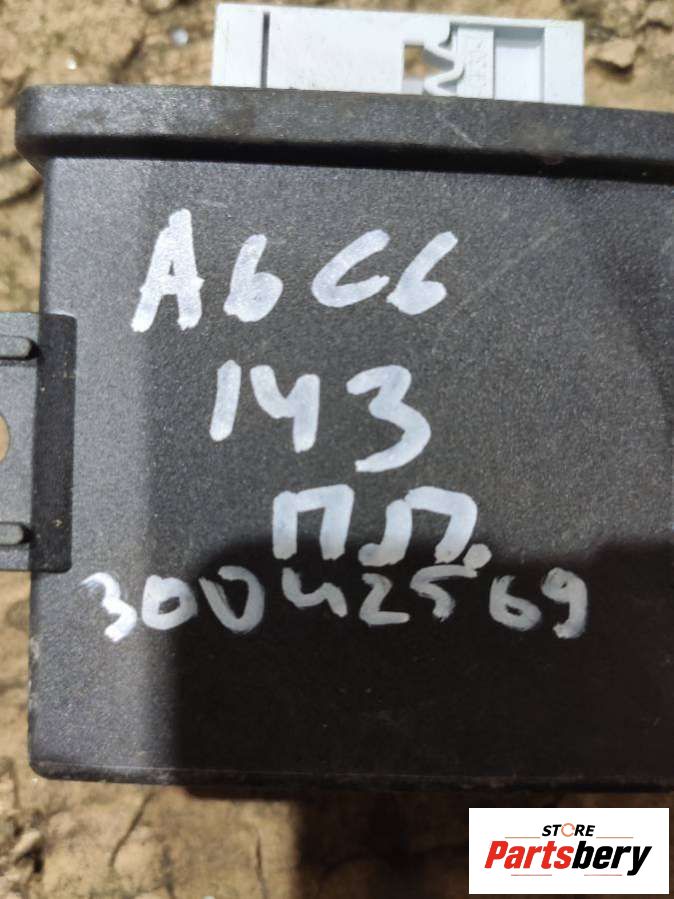 A6C6
143
П.П.
30042569
STORE
Partsbery